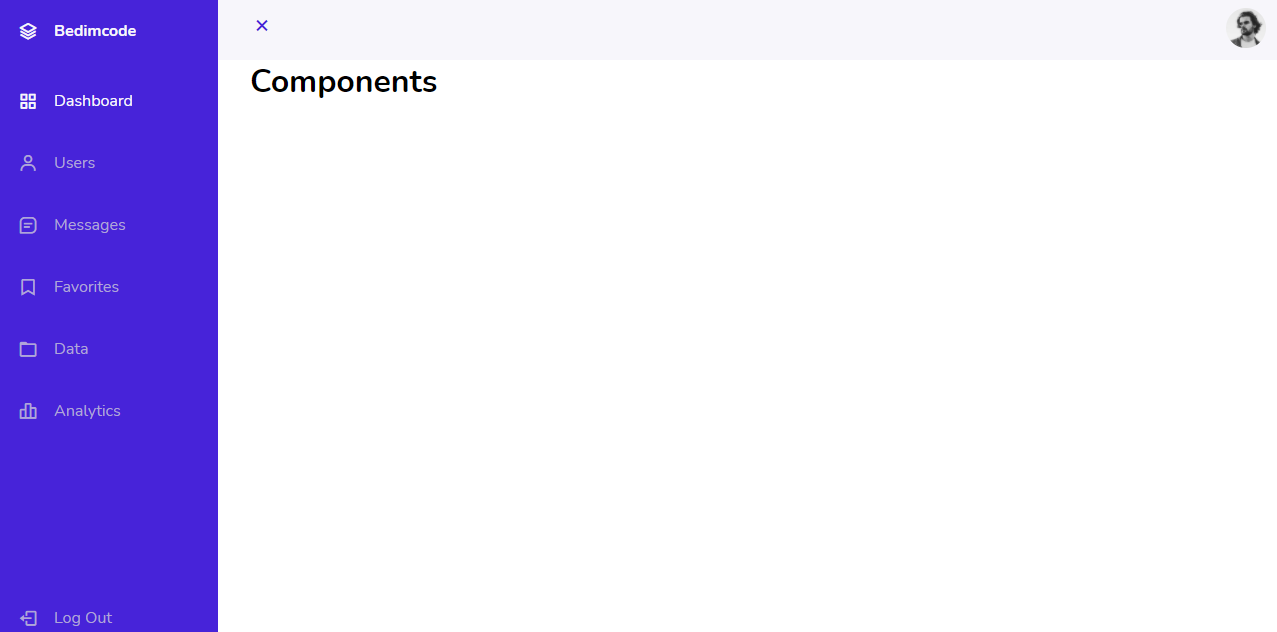 Bedimcode
Dashboard
Users
Messages
Favorites
Data
Analytics
Log Out
Components